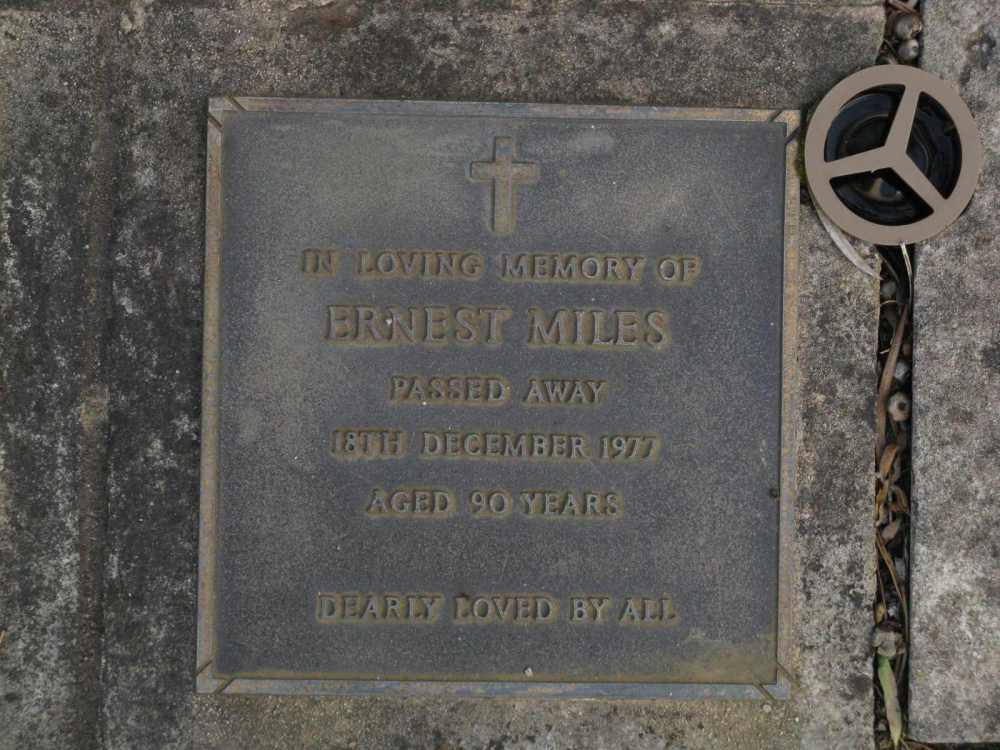 IN LOVING MEMORY OF
ERNEST MILES
PASSED AWAY
18TH DECEMBER 1977
AGED 90 YEARS
DEARLY LOVED BY ALL